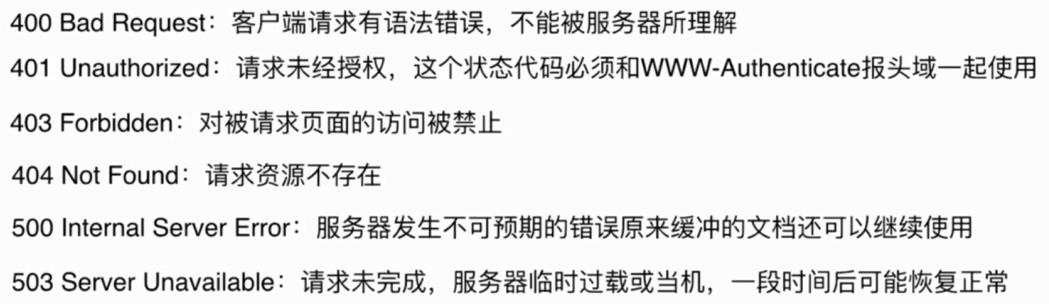 400 Bad Request：客户端请求有语法错误，不能被服务器所理解
401 Unauthorized：请求未经授权，这个状态代码必须和WWW-Authenticate报头域一起使用
403 Forbidden：对被请求页面的访问被禁止
404 Not Found：请求资源不存在
500 Internal Server Error：服务器发生不可预期的错误原来缓冲的文档还可以继续使用
503 Server Unavailable：请求未完成，服务器临时过载或当机，一段时间后可能恢复正常